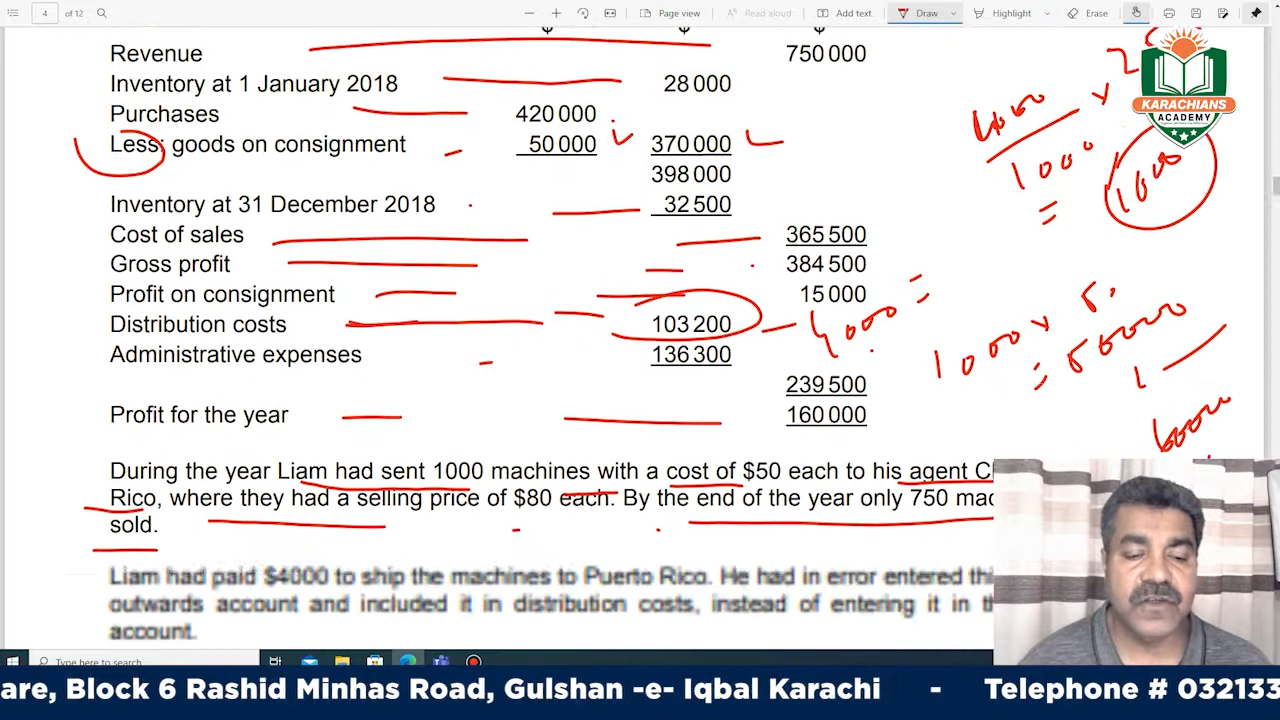 4 of 12 Page view Read aloud Add text Draw Highlight Erase
Revenue 750 000
Inventory at 1 January 2018 28 000
Purchases 420 000
Less: goods on consignment 50 000 370 000
398 000
Inventory at 31 December 2018 32 500
Cost of sales 365 500
Gross profit 384 500
Profit on consignment 15 000
Distribution costs 103 200
Administrative expenses 136 300
239 500
Profit for the year 160 000
4000
1000
=
1000
4000 =
1000 x
KARACHIANS
ACADEMY
During the year Liam had sent 1000 machines with a cost of $50 each to his agent
Rico, where they had a selling price of $80 each. By the end of the year only 750
sold.
Liam had paid $4000 to ship the machines to Puerto Rico. He had in error entered
outwards account and included it in distribution costs, instead of entering it in
account.
Type here to search
are, Block 6 Rashid Minhas Road, Gulshan -e- Iqbal Karachi - Telephone # 032133